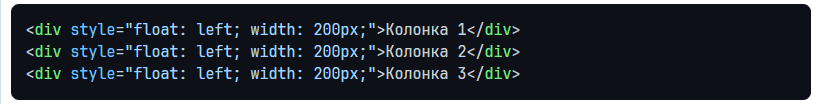 <div style="float: left; width: 200px;">Колонка 1</div>
<div style="float: left; width: 200px;">Колонка 2</div>
<div style="float: left; width: 200px;">Колонка 3</div>